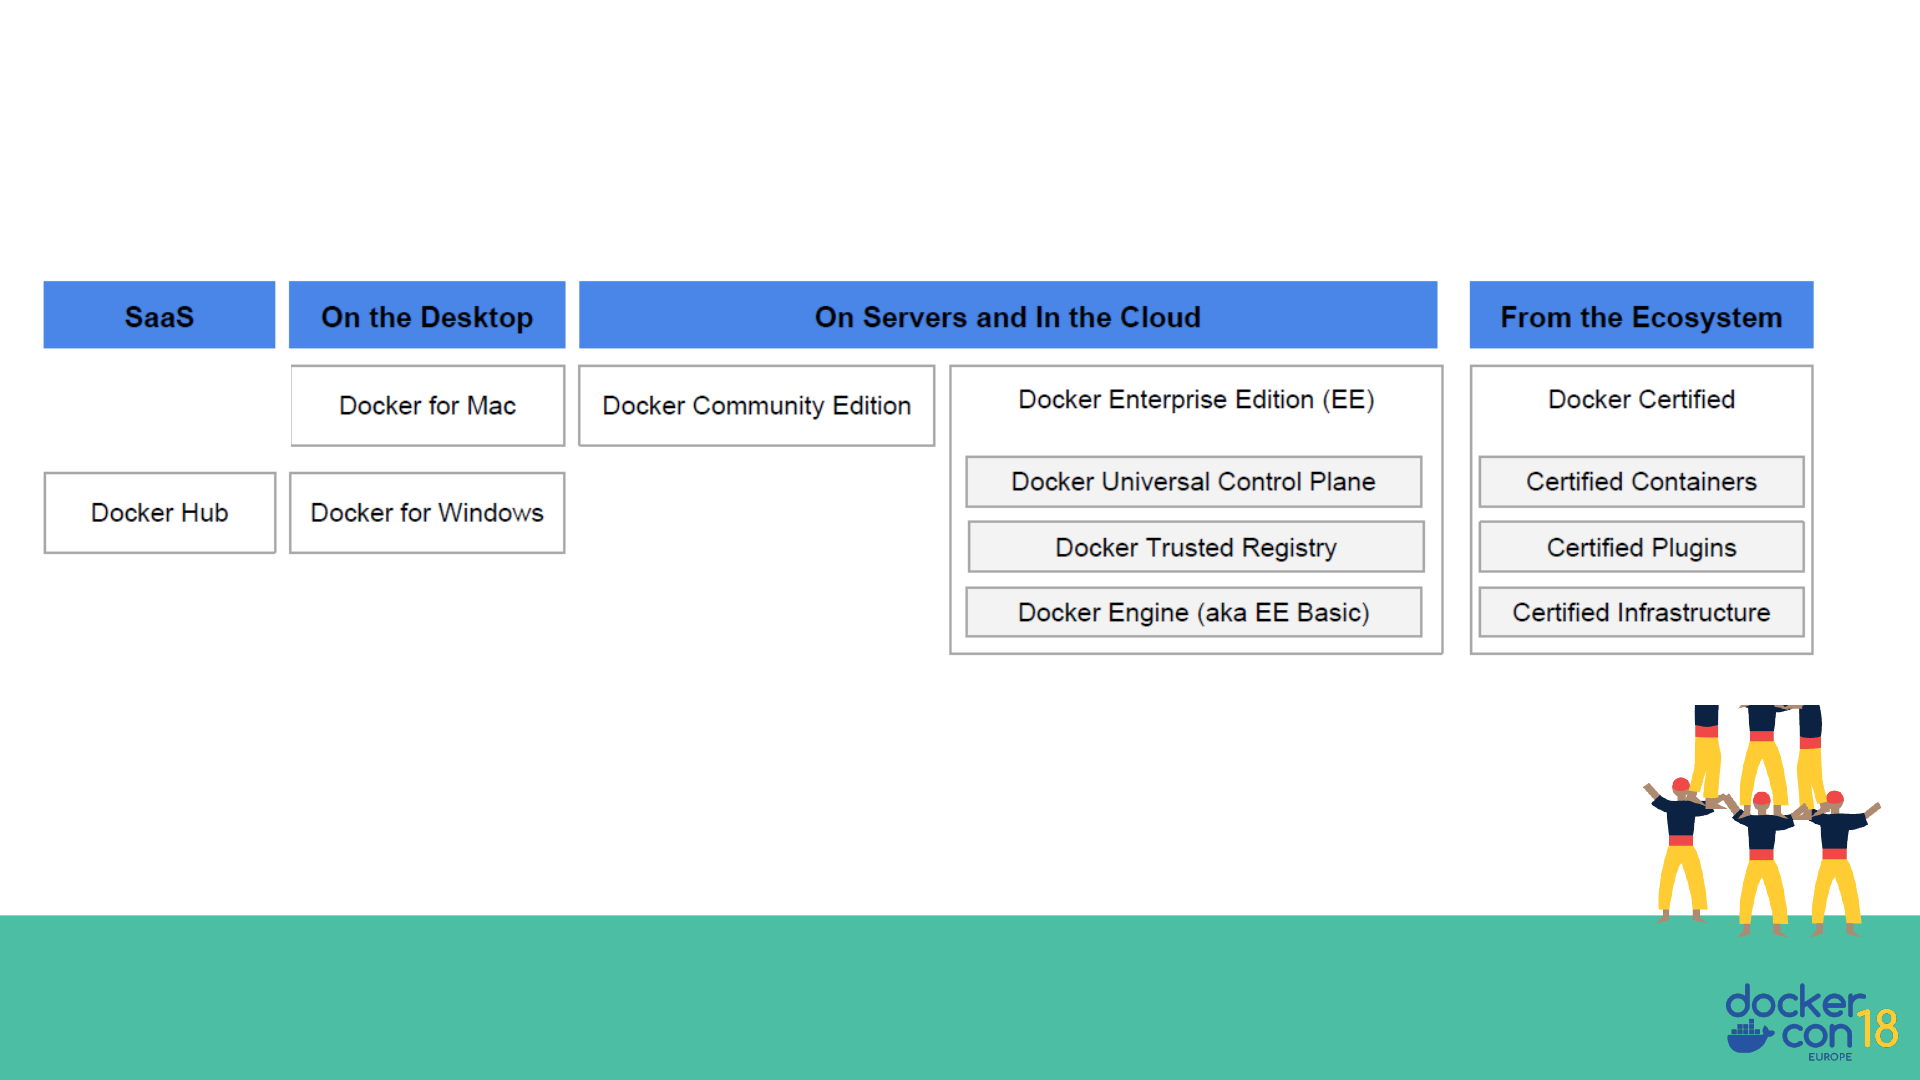 SaaS
On the Desktop
On Servers and In the Cloud
From the Ecosystem
Docker for Mac
Docker Community Edition
Docker Enterprise Edition (EE)
Docker Certified
Docker Universal Control Plane
Certified Containers
Docker Hub
Docker for Windows
Docker Trusted Registry
Certified Plugins
Docker Engine (aka EE Basic)
Certified Infrastructure
docker
con 18
EUROPE